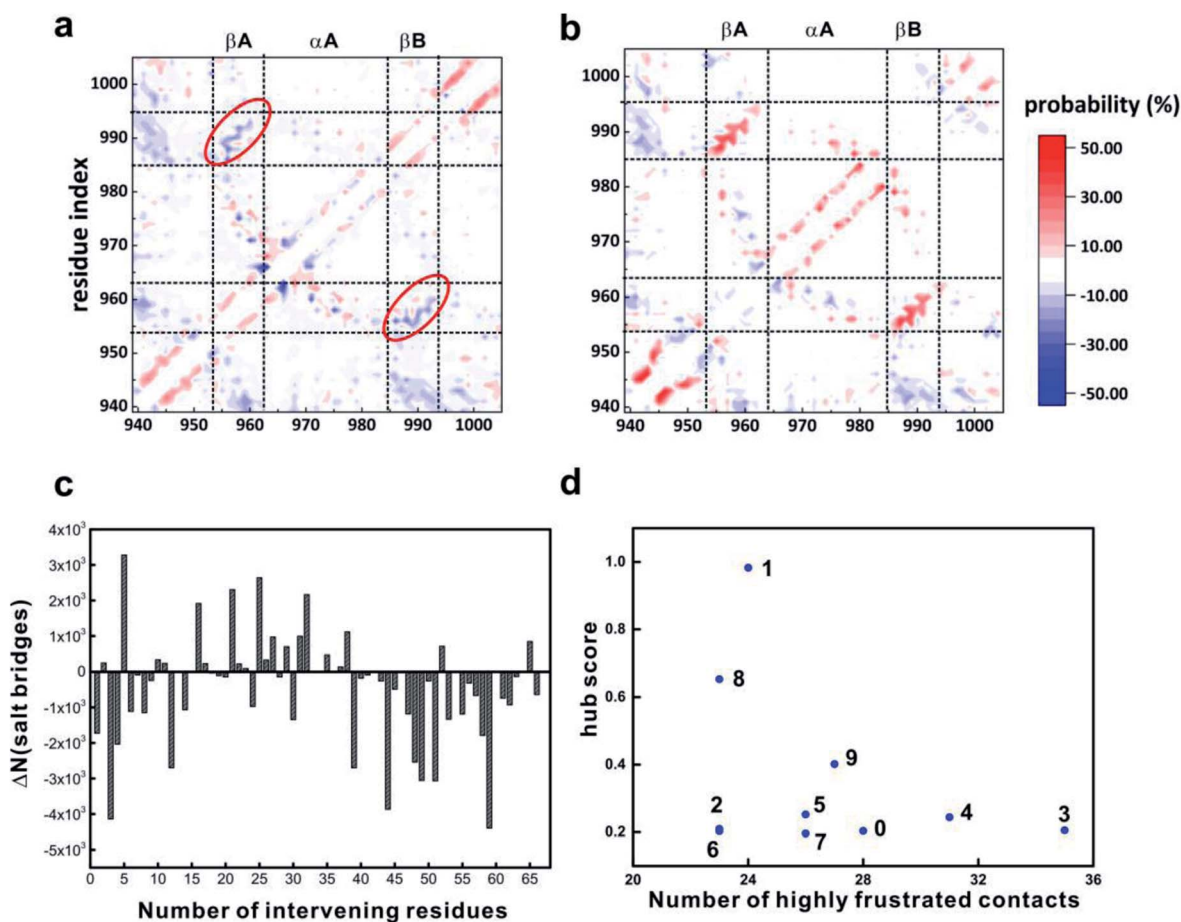 a
βA αA βB
1000
990
980
970
960
950
940
residue index
940 950 960 970 980 990 1000
b
βA αA βB
1000
990
980
970
960
950
940
940 950 960 970 980 990 1000
probability (%)
50.00
30.00
10.00
-10.00
-30.00
-50.00
c
4x10³
3x10³
2x10³
1x10³
0
-1x10³
-2x10³
-3x10³
-4x10³
-5x10³
ΔN(salt bridges)
0 5 10 15 20 25 30 35 40 45 50 55 60 65
Number of intervening residues
d
1.0
0.8
0.6
0.4
0.2
hub score
1
8
9
2
5
4
3
0
7
6
20 24 28 32 36
Number of highly frustrated contacts